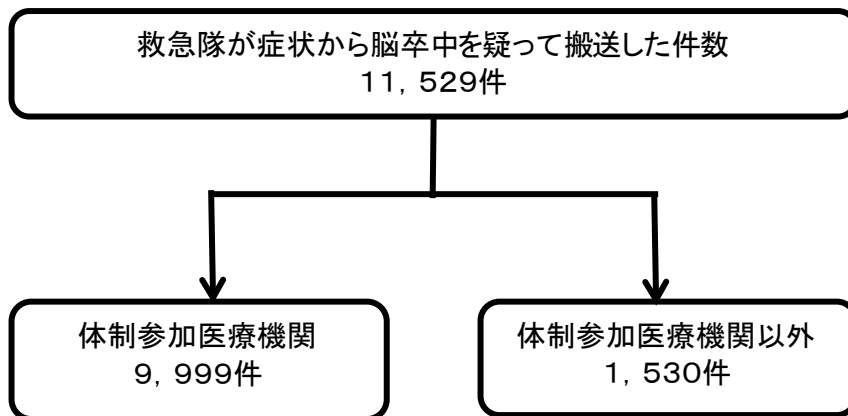 救急隊が症状から脳卒中を疑って搬送した件数
11,529件
体制参加医療機関
9,999件
体制参加医療機関以外
1,530件